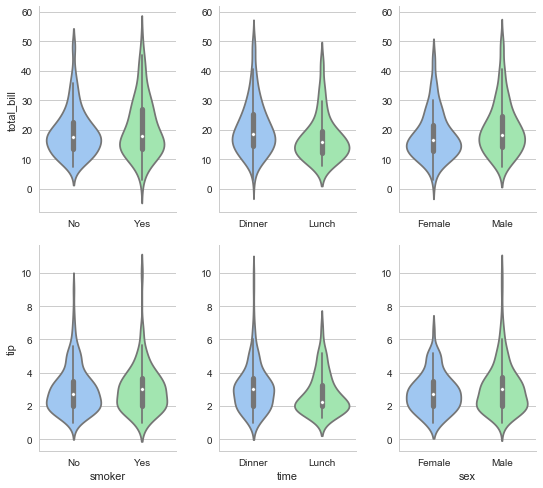 60 60 60
50 50 50
40 40 40
30 30 30
20 20 20
10 10 10
0 0 0
total_bill
No Yes Dinner Lunch Female Male
10 10 10
8 8 8
6 6 6
4 4 4
2 2 2
0 0 0
tip
No Yes Dinner Lunch Female Male
smoker time sex